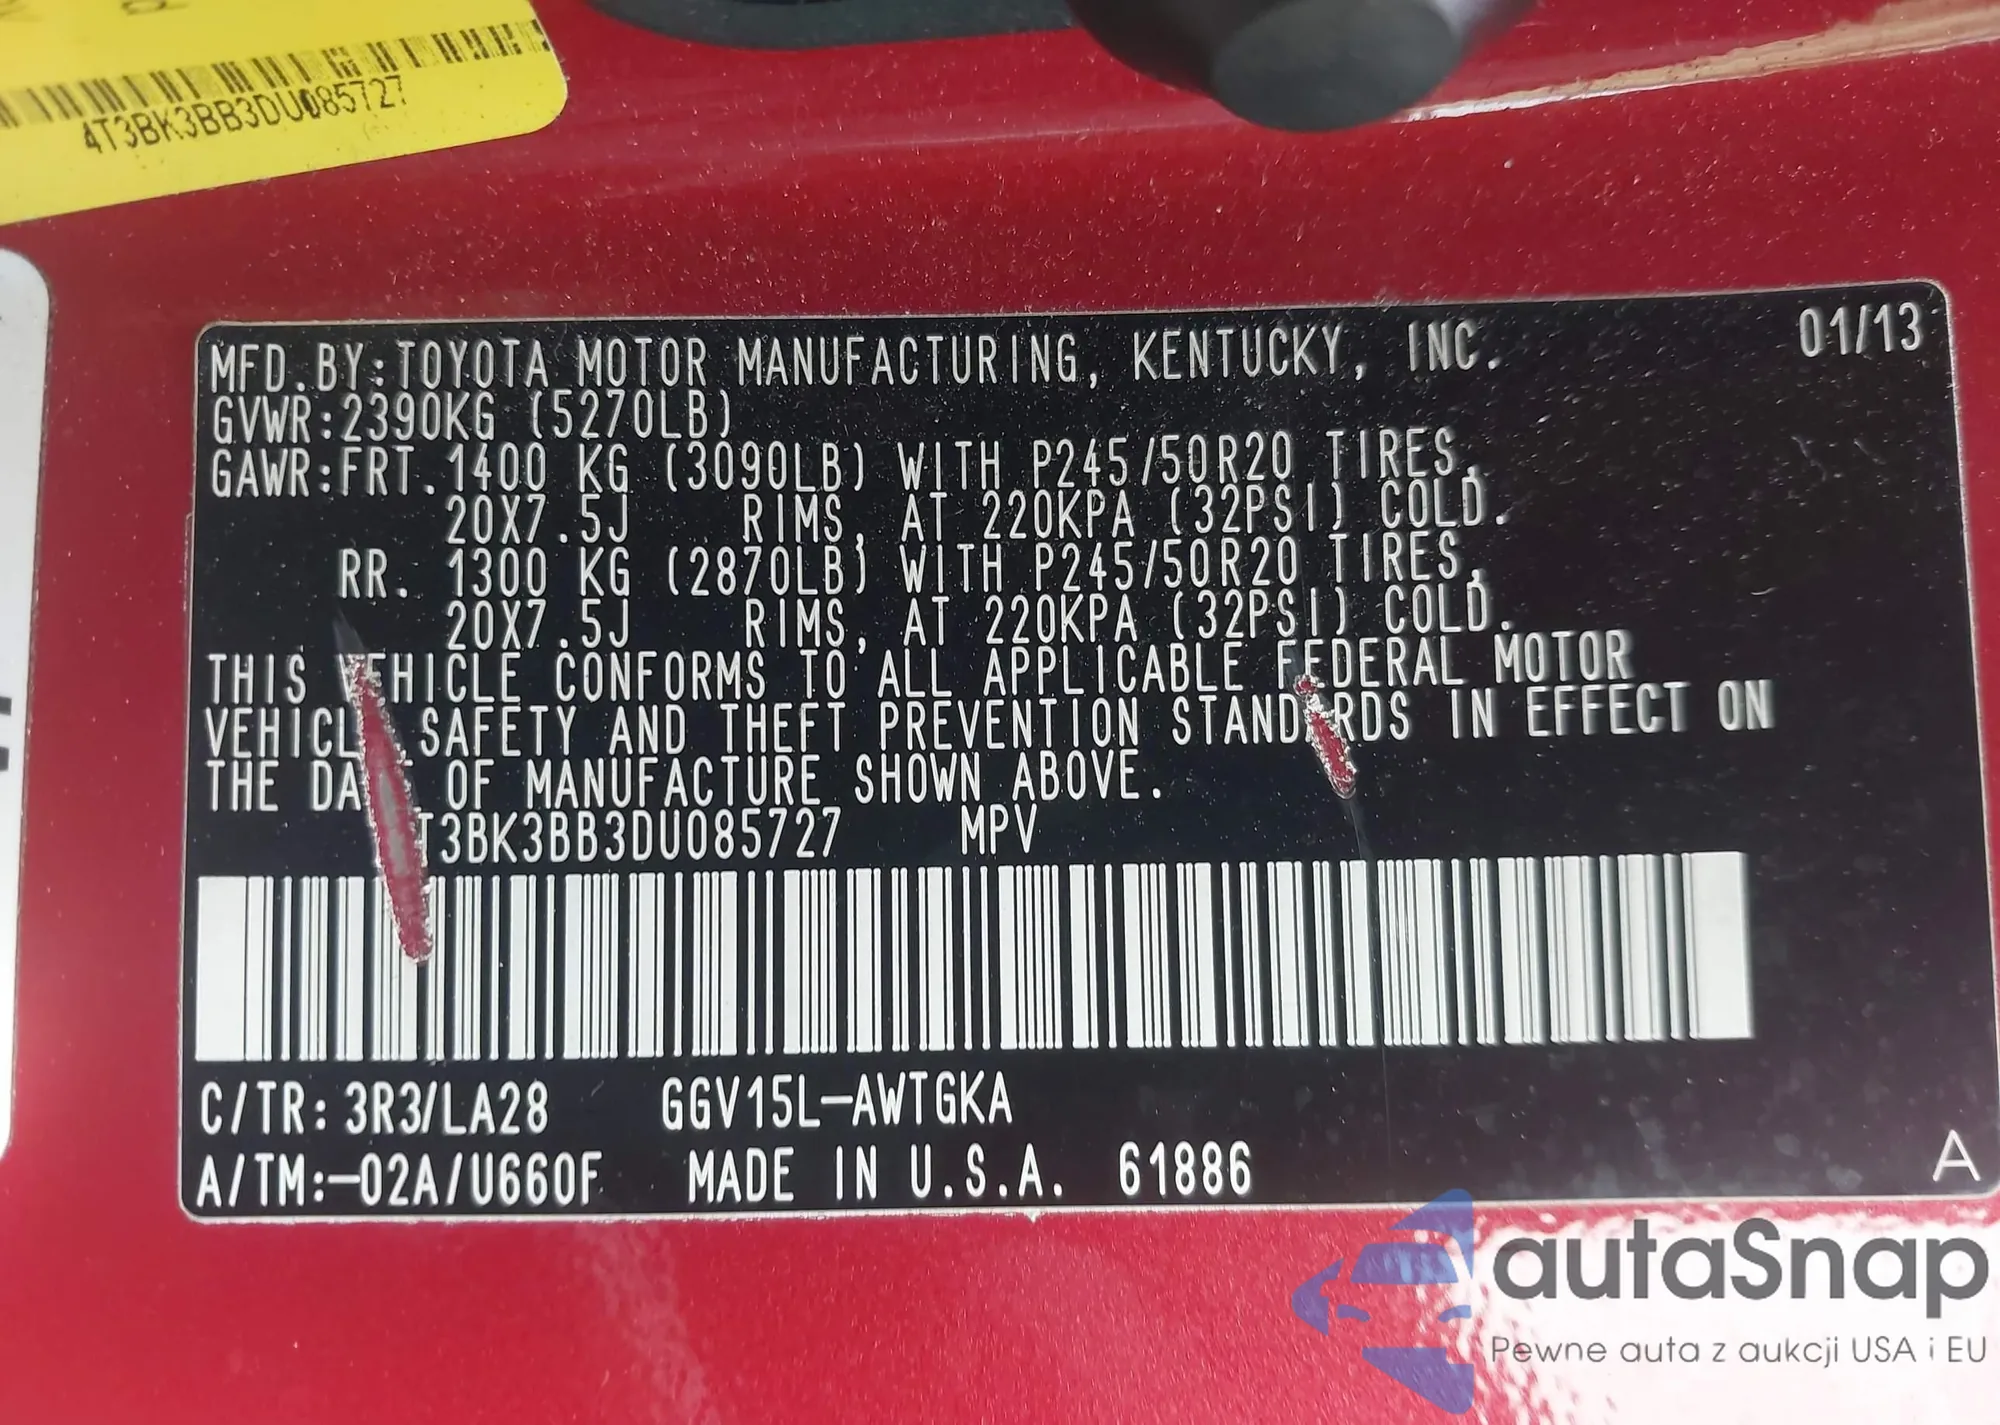 4T3BK3BB3DU085727
MFD.BY:TOYOTA MOTOR MANUFACTURING, KENTUCKY, INC. 01/13
GVWR:2390KG (5270LB)
GAWR:FRT. 1400 KG (3090LB) WITH P245/50R20 TIRES,
20X7.5J RIMS, AT 220KPA (32PSI) COLD.
RR. 1300 KG (2870LB) WITH P245/50R20 TIRES,
20X7.5J RIMS, AT 220KPA (32PSI) COLD.
THIS VEHICLE CONFORMS TO ALL APPLICABLE FEDERAL MOTOR
VEHICL SAFETY AND THEFT PREVENTION STANDARDS IN EFFECT ON
THE DAT OF MANUFACTURE SHOWN ABOVE.
T3BK3BB3DU085727 MPV
C/TR: 3R3/LA28 GGV15L-AWTGKA
A/TM:-02A/U660F MADE IN U.S.A. 61886 A
autaSnap
Pewne auta z aukcji USA i EU